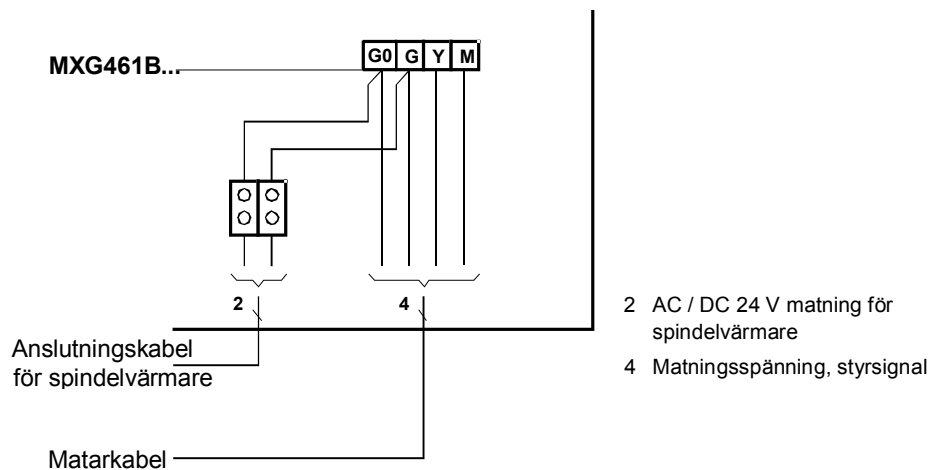 MXG461B...
G0 G Y M
2
4
Anslutningskabel
för spindelvärmare
Matarkabel
2 AC / DC 24 V matning för
spindelvärmare
4 Matningsspänning, styrsignal